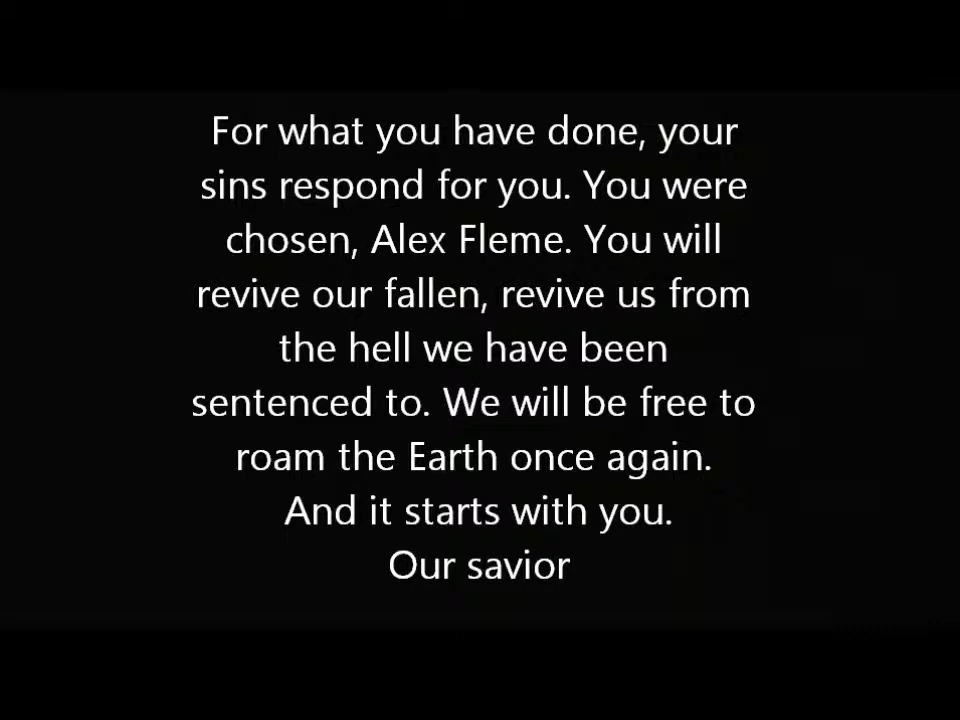 For what you have done, your
sins respond for you. You were
chosen, Alex Fleme. You will
revive our fallen, revive us from
the hell we have been
sentenced to. We will be free to
roam the Earth once again.
And it starts with you.
Our savior